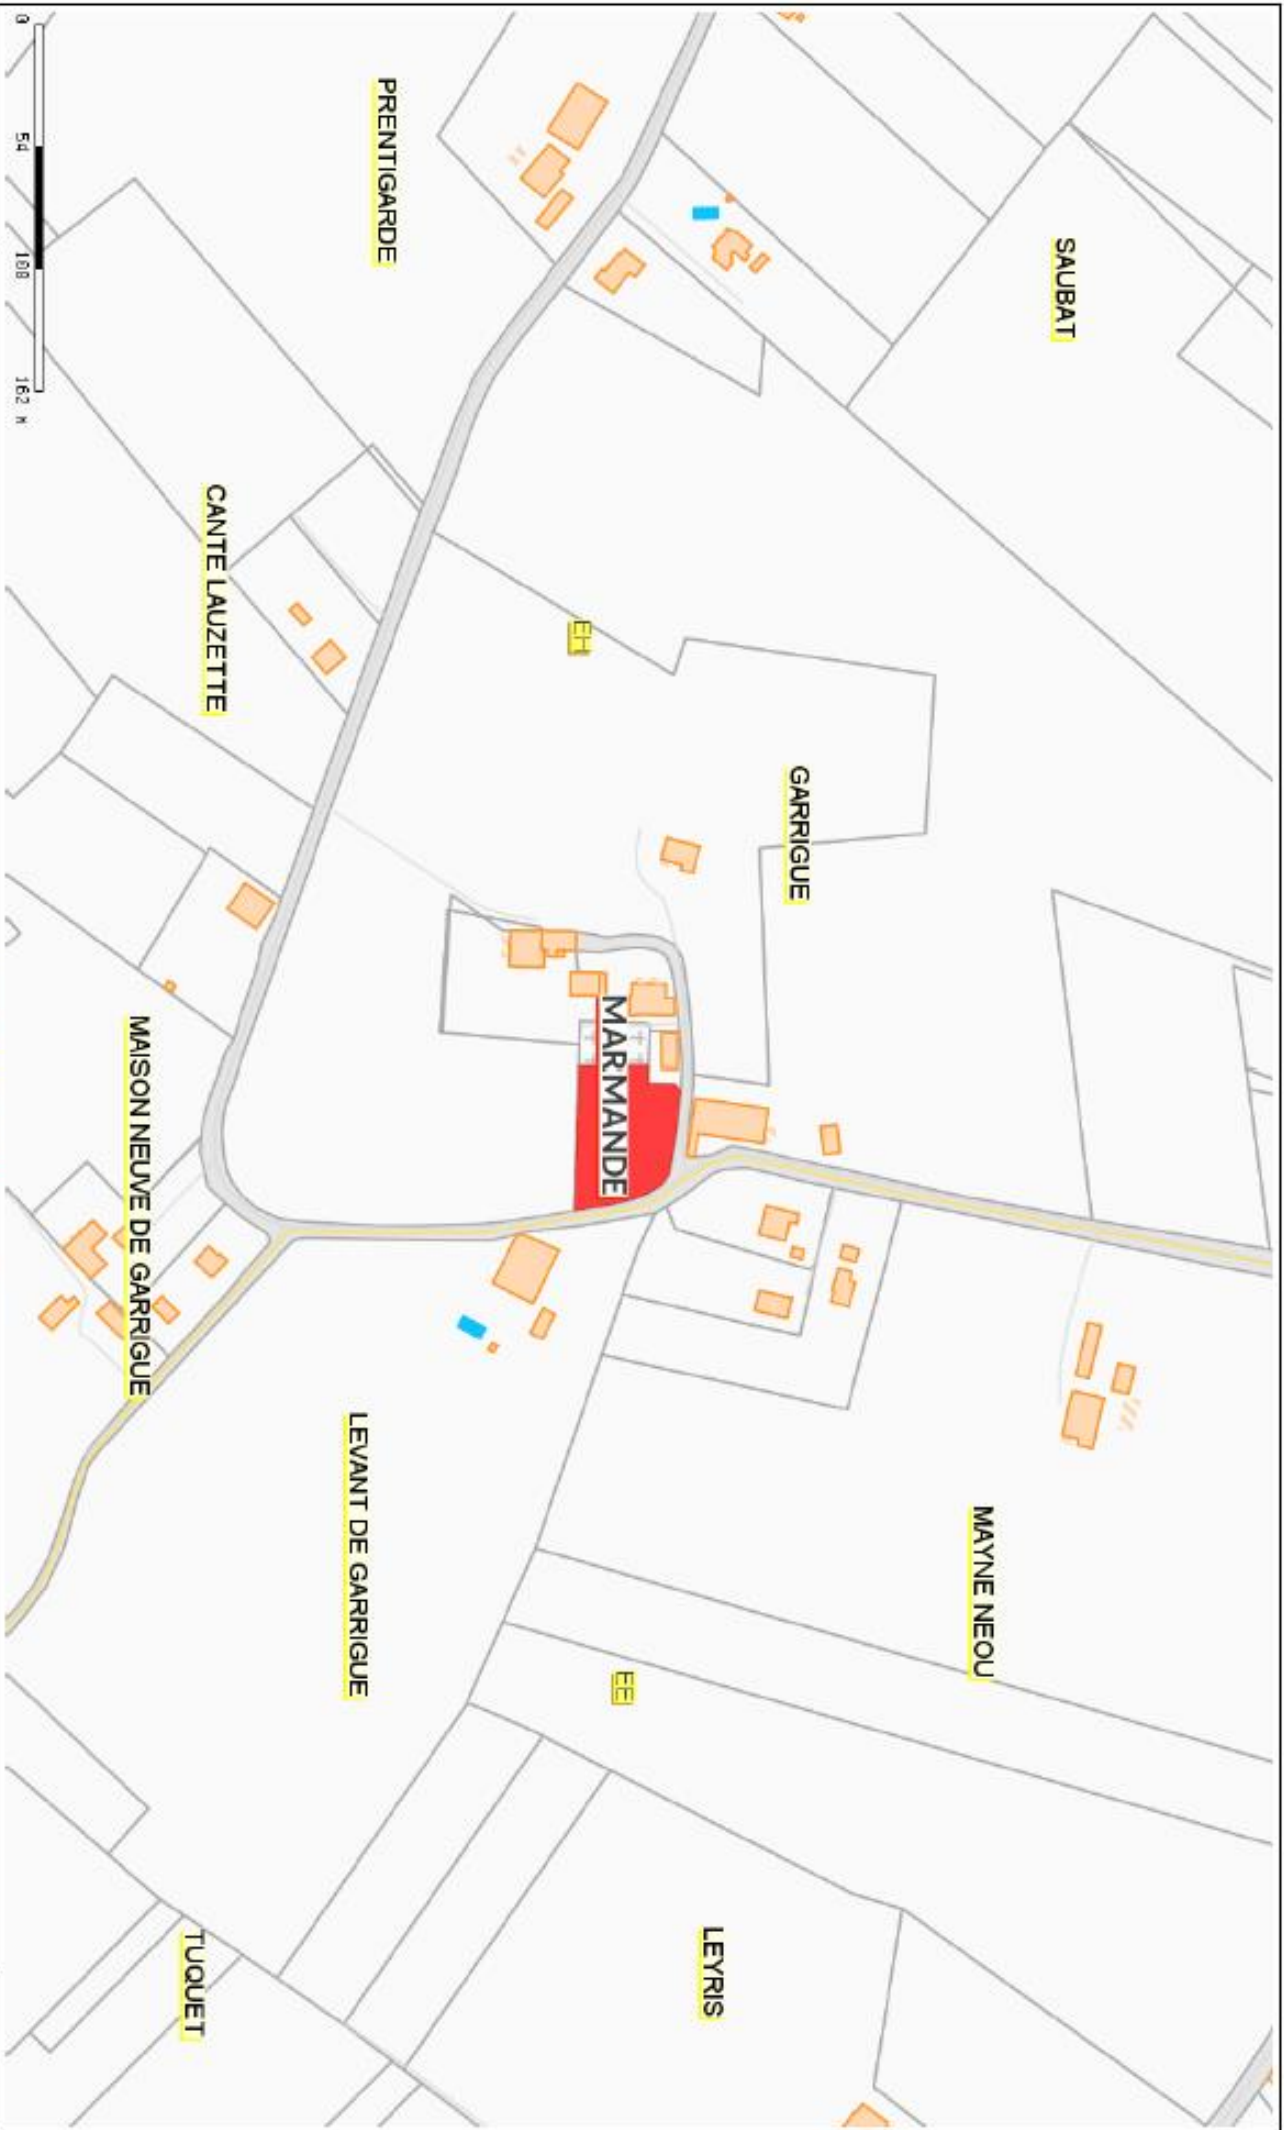 SAUBAT
MAYNE NEOU
GARRIGUE
LEYRIS
EE
MARMANDE
EH
PRENTIGARDE
LEVANT DE GARRIGUE
CANTE LAUZETTE
TUQUET
MAISON NEUVE DE GARRIGUE
0 54 108 162 M